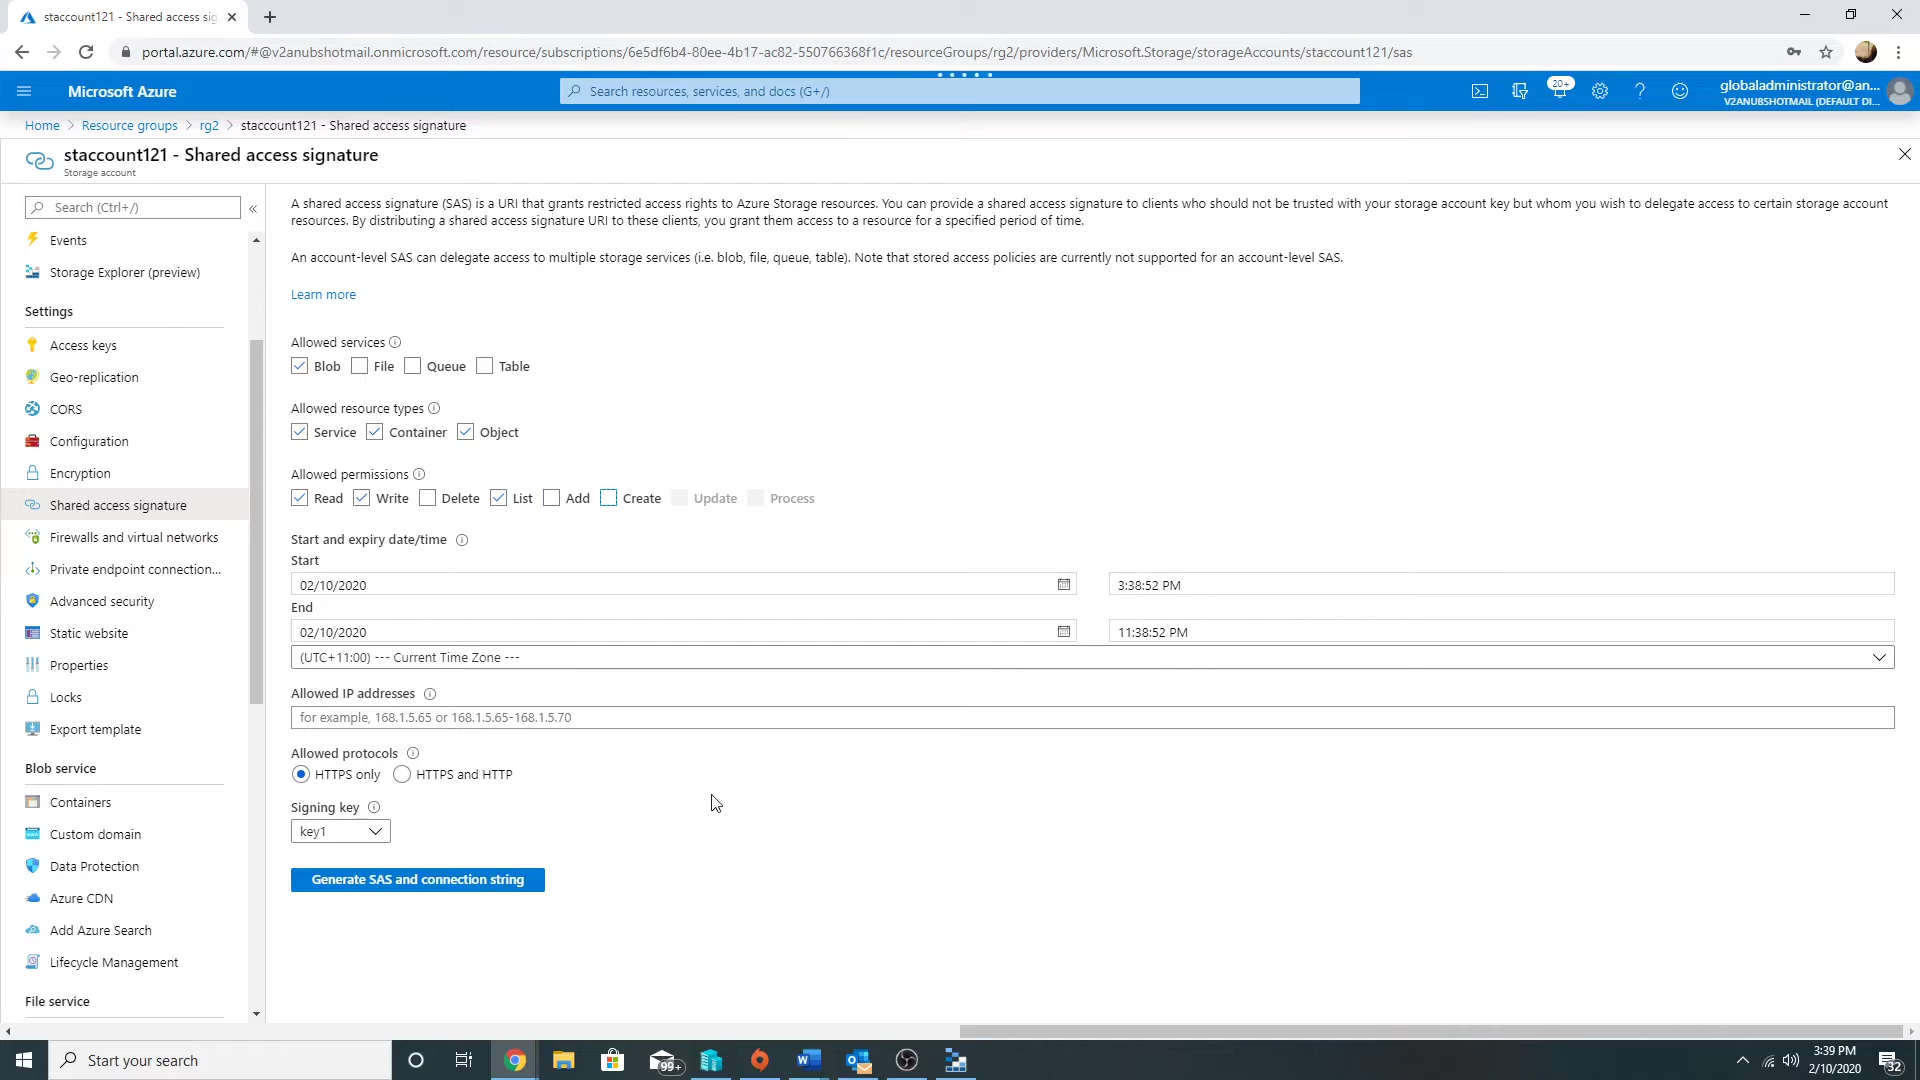 staccount121 - Shared access sig
portal.azure.com/#@v2anubshotmail.onmicrosoft.com/resource/subscriptions/6e5df6b4-80ee-4b17-ac82-550766368f1c/resourceGroups/rg2/providers/Microsoft.Storage/storageAccounts/staccount121/sas
Microsoft Azure
Search resources, services, and docs (G+/)
20+
globaladministrator@an...
V2ANUBSHOTMAIL (DEFAULT DI...
Home > Resource groups > rg2 > staccount121 - Shared access signature
staccount121 - Shared access signature
Storage account
Search (Ctrl+/)
Events
Storage Explorer (preview)
Settings
Access keys
Geo-replication
CORS
Configuration
Encryption
Shared access signature
Firewalls and virtual networks
Private endpoint connection...
Advanced security
Static website
Properties
Locks
Export template
Blob service
Containers
Custom domain
Data Protection
Azure CDN
Add Azure Search
Lifecycle Management
File service
A shared access signature (SAS) is a URI that grants restricted access rights to Azure Storage resources. You can provide a shared access signature to clients who should not be trusted with your storage account key but whom you wish to delegate access to certain storage account
resources. By distributing a shared access signature URI to these clients, you grant them access to a resource for a specified period of time.
An account-level SAS can delegate access to multiple storage services (i.e. blob, file, queue, table). Note that stored access policies are currently not supported for an account-level SAS.
Learn more
Allowed services
Blob File Queue Table
Allowed resource types
Service Container Object
Allowed permissions
Read Write Delete List Add Create Update Process
Start and expiry date/time
Start
02/10/2020 3:38:52 PM
End
02/10/2020 11:38:52 PM
(UTC+11:00) --- Current Time Zone ---
Allowed IP addresses
for example, 168.1.5.65 or 168.1.5.65-168.1.5.70
Allowed protocols
HTTPS only HTTPS and HTTP
Signing key
key1
Generate SAS and connection string
Start your search
99+
3:39 PM
2/10/2020
32